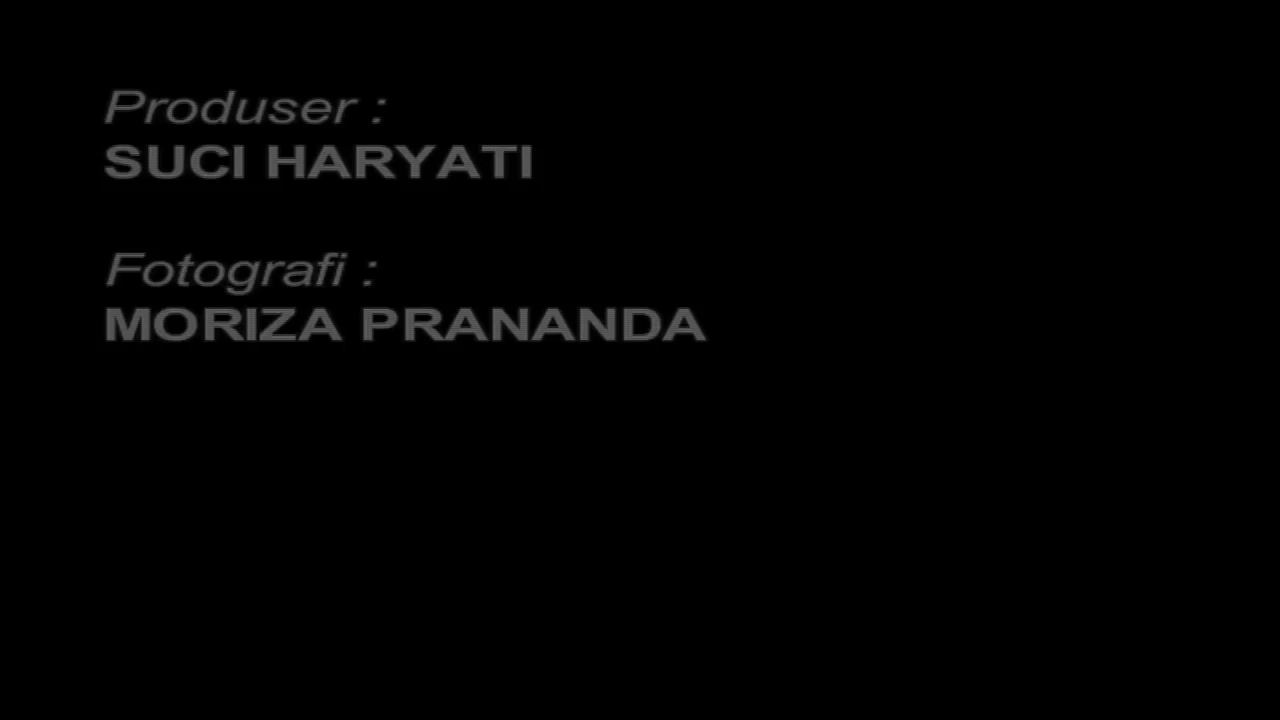 Produser :
SUCI HARYATI
Fotografi :
MORIZA PRANANDA